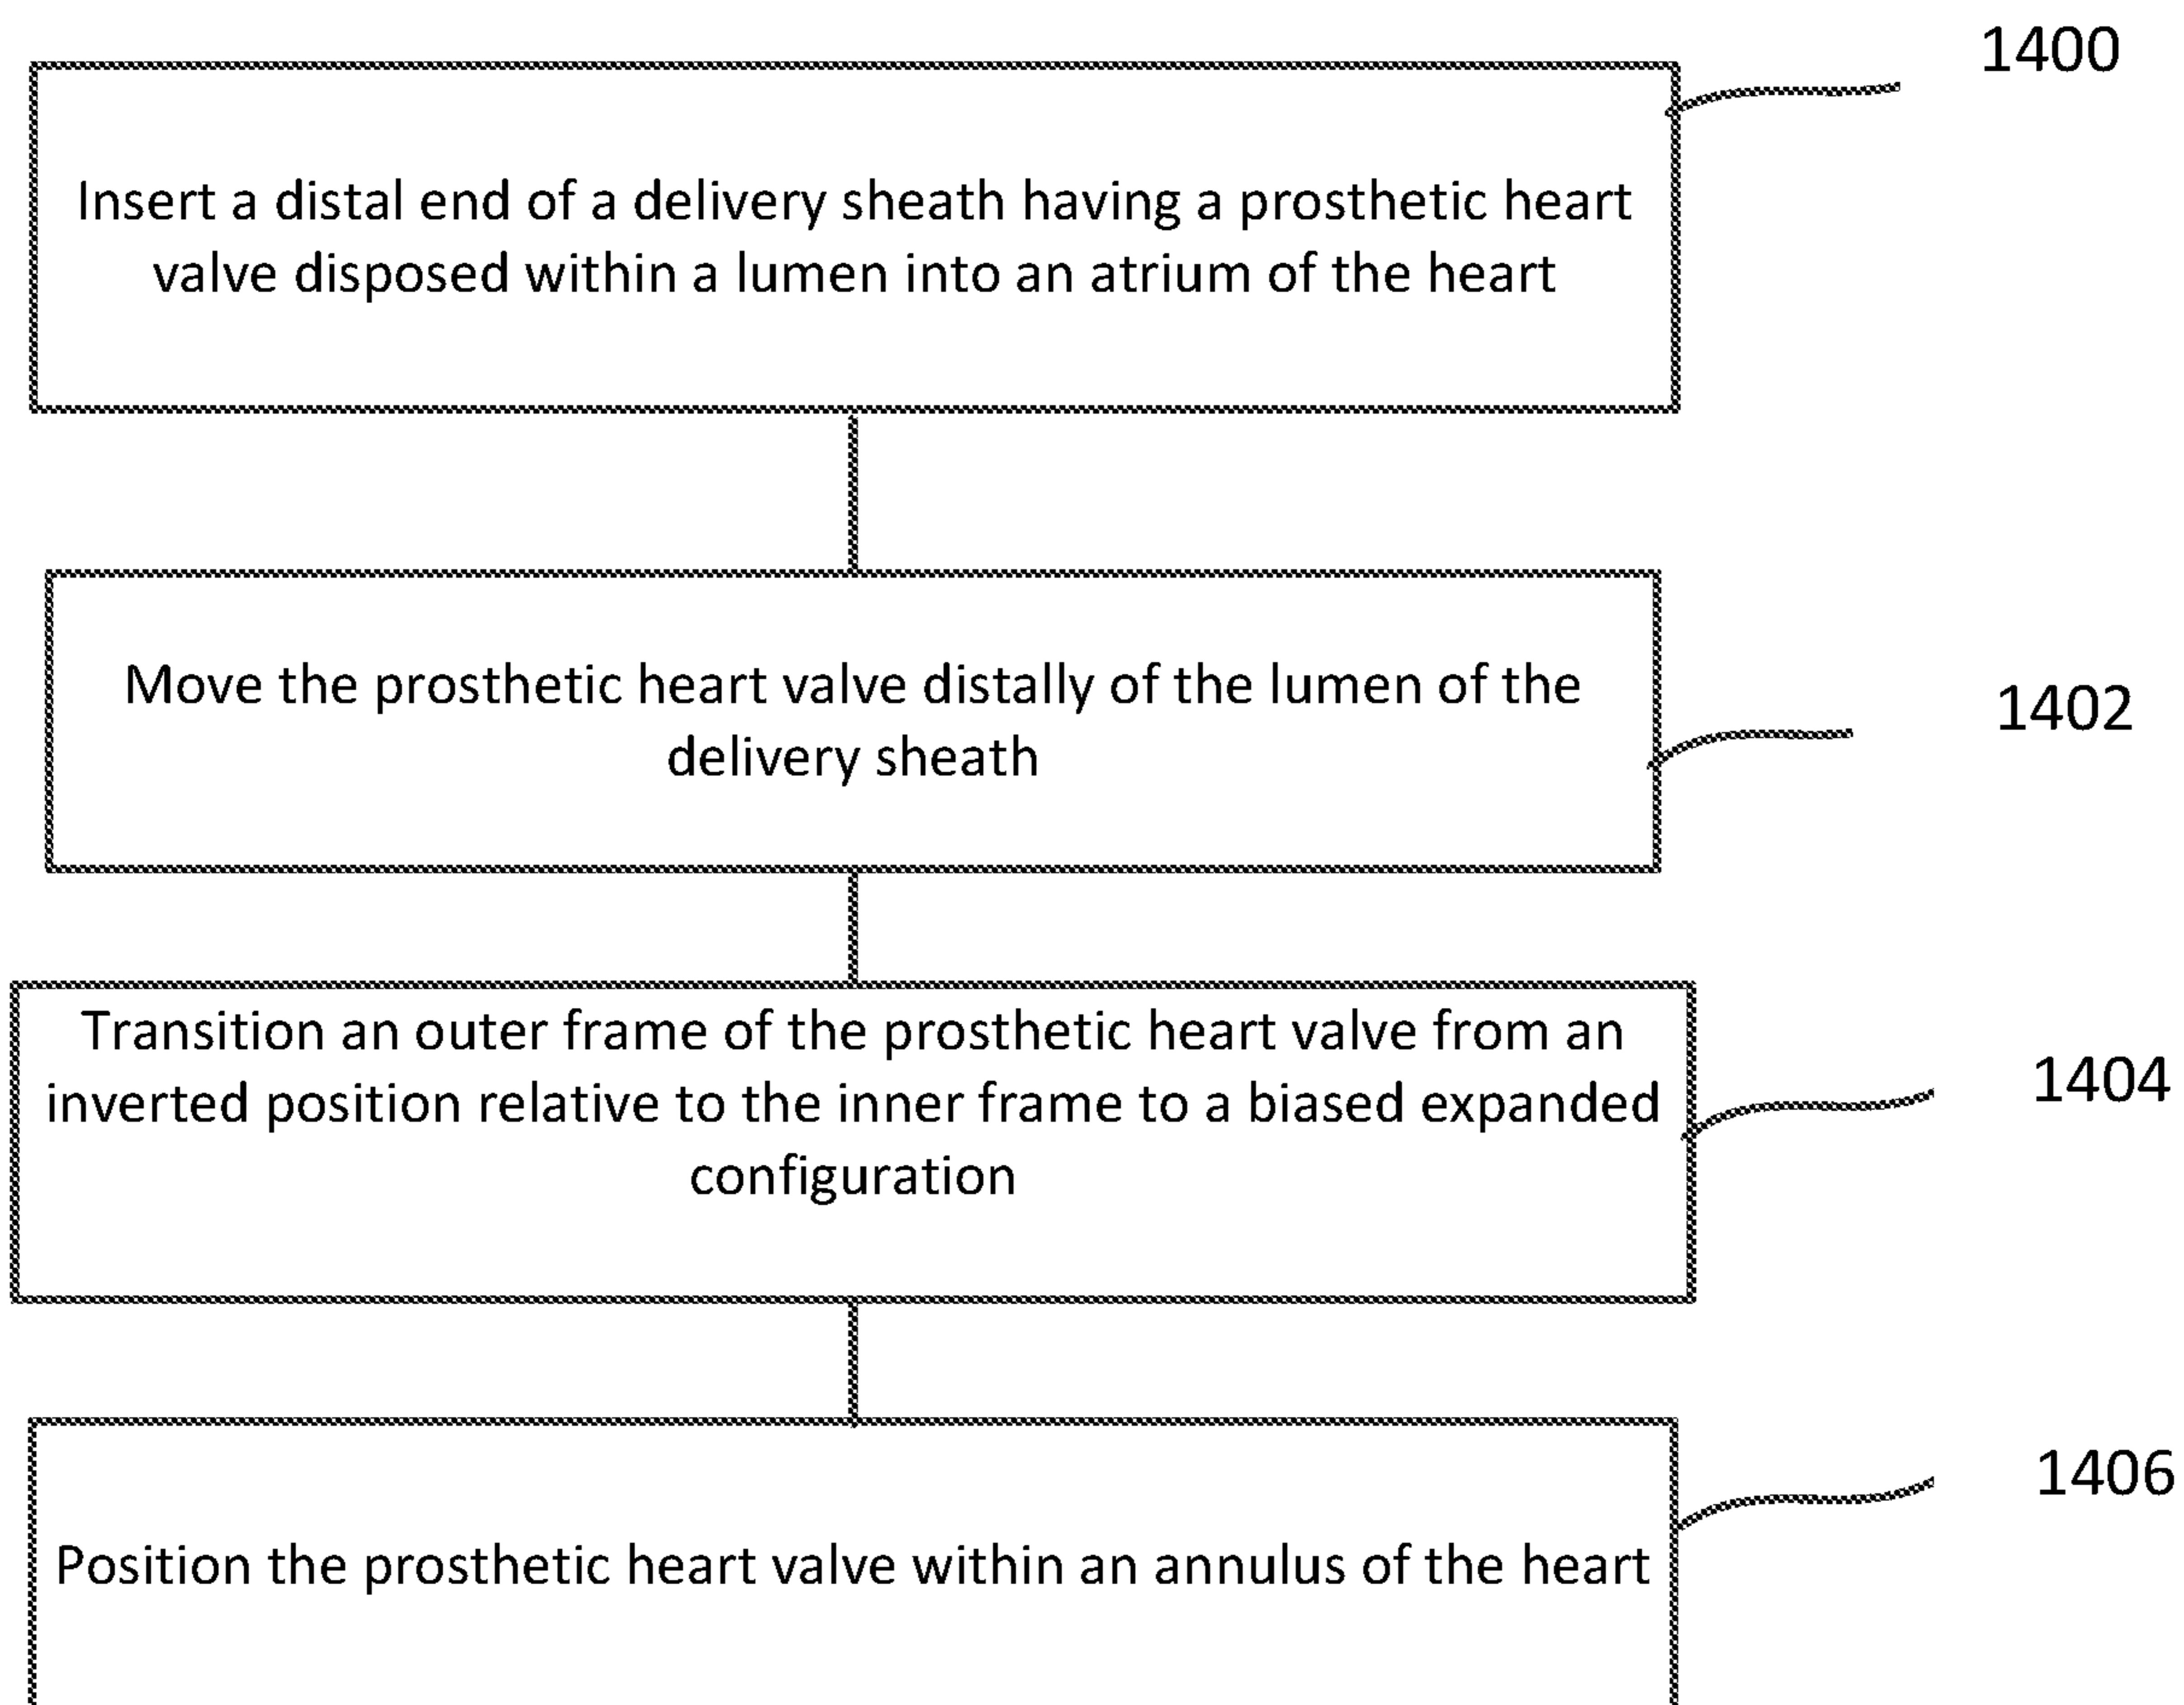 1400
Insert a distal end of a delivery sheath having a prosthetic heart
valve disposed within a lumen into an atrium of the heart
Move the prosthetic heart valve distally of the lumen of the
delivery sheath
1402
Transition an outer frame of the prosthetic heart valve from an
inverted position relative to the inner frame to a biased expanded
configuration
1404
Position the prosthetic heart valve within an annulus of the heart
1406